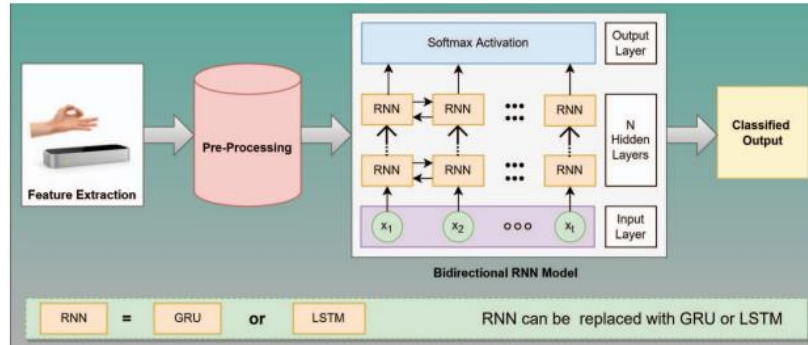 Feature Extraction
Pre-Processing
Softmax Activation
Output
Layer
RNN
RNN
RNN
N
Hidden
Layers
RNN
RNN
RNN
x1
x2
xt
Input
Layer
Bidirectional RNN Model
Classified
Output
RNN = GRU or LSTM RNN can be replaced with GRU or LSTM